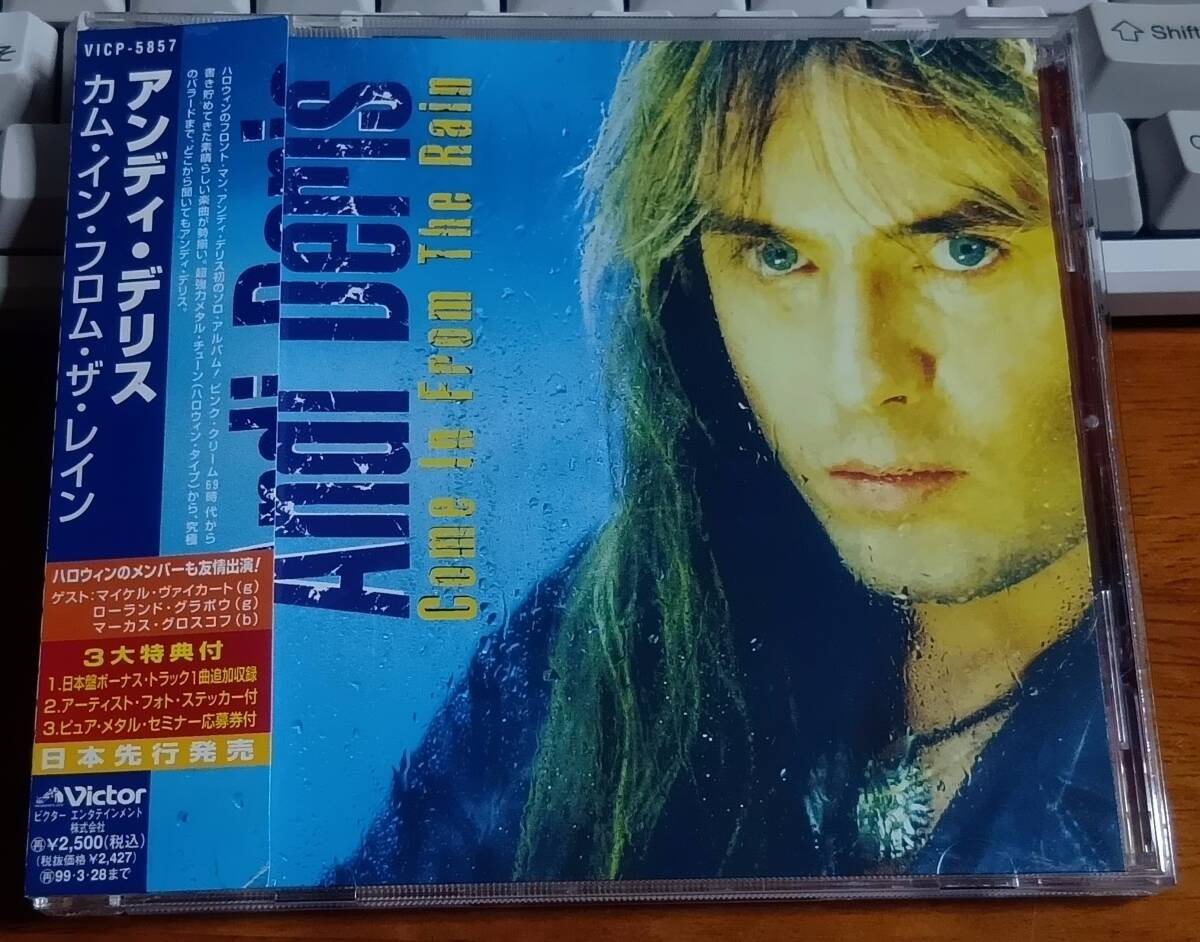 VICP-5857
アンディ・デリス
カム・イン・フロム・ザ・レイン
ハロウィンのフロント・マン、アンディ・デリス初のソロ・アルバム! ピンク・クリーム69時代から
書き貯めてきた素晴らしい楽曲が勢揃い。超強力メタル・チューン(ハロウィン・タイプ)から、究極
のバラードまで、どこから聞いてもアンディ・デリス。
ハロウィンのメンバーも友情出演!
ゲスト:マイケル・ヴァイカート(g)
ローランド・グラポウ(g)
マーカス・グロスコフ(b)
3大特典付
1.日本盤ボーナス・トラック1曲追加収録
2.アーティスト・フォト・ステッカー付
3.ピュア・メタル・セミナー応募券付
日本先行発売
Victor
ビクター エンタテインメント
株式会社
再¥2,500(税込)
(税抜価格 ¥2,427)
再99・3・28まで
Andi Deris
Come In From The Rain
Shift